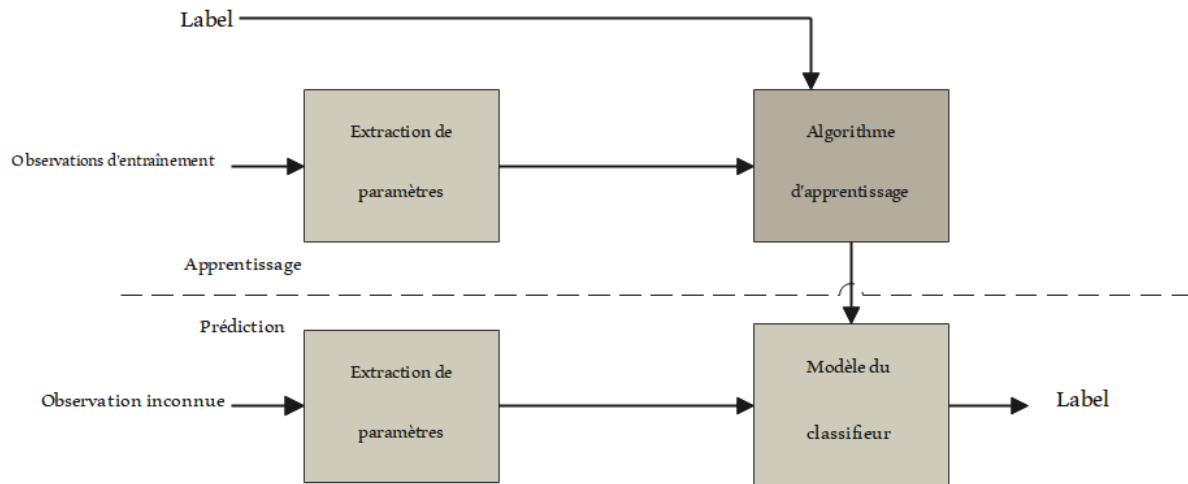 Label
Extraction de
paramètres
Algorithme
d'apprentissage
Observations d'entraînement
Apprentissage
Prédiction
Extraction de
paramètres
Modèle du
classifieur
Observation inconnue
Label